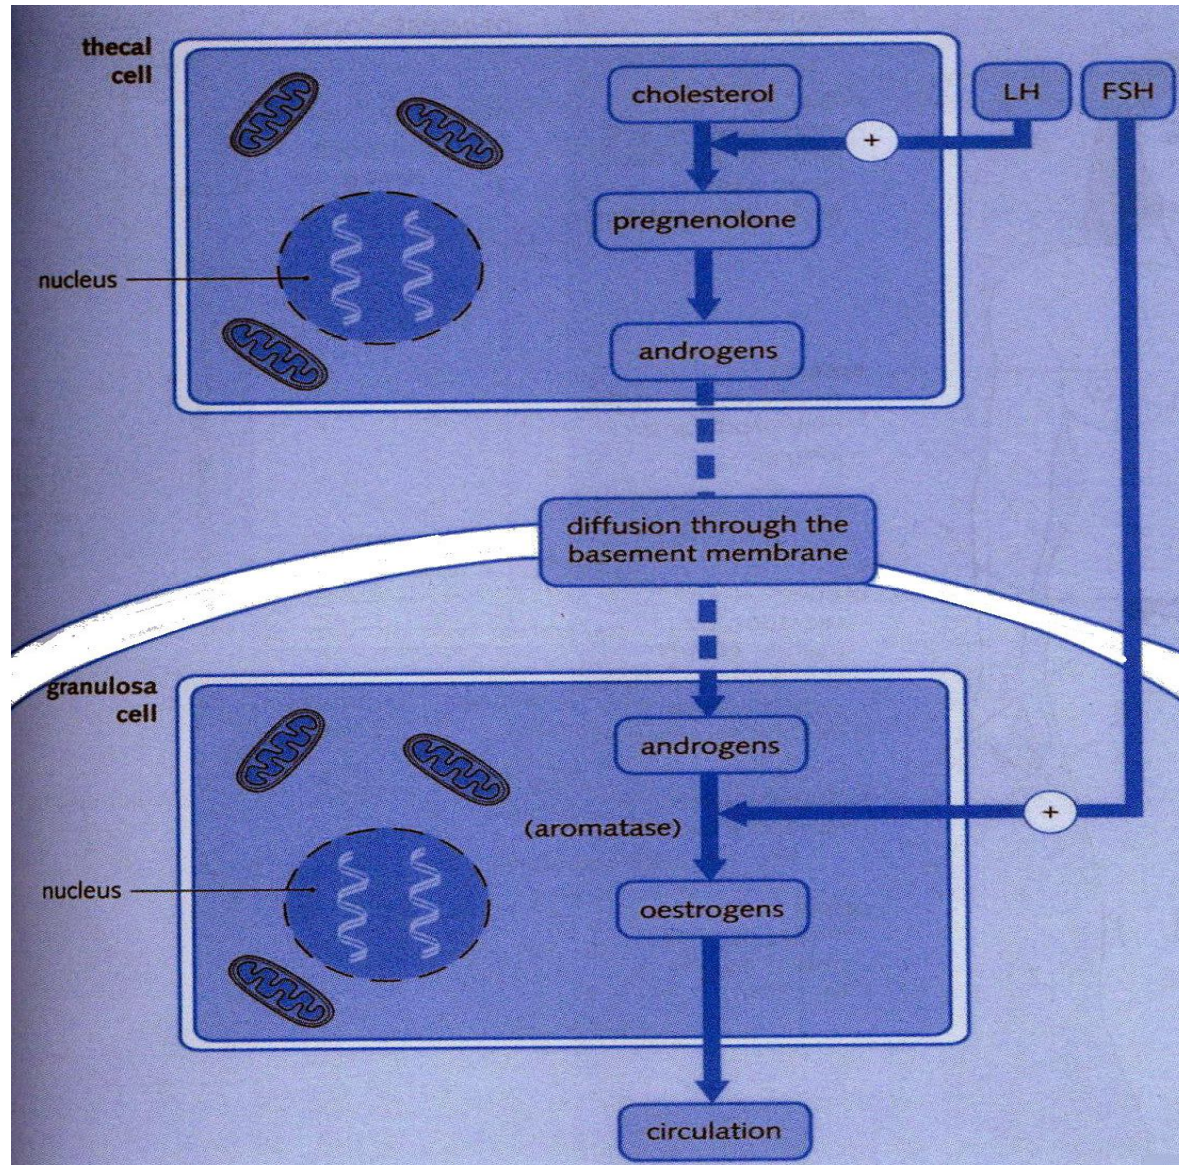 thecal
cell
cholesterol
LH
FSH
+
pregnenolone
nucleus
androgens
diffusion through the
basement membrane
granulosa
cell
androgens
+
(aromatase)
nucleus
oestrogens
circulation